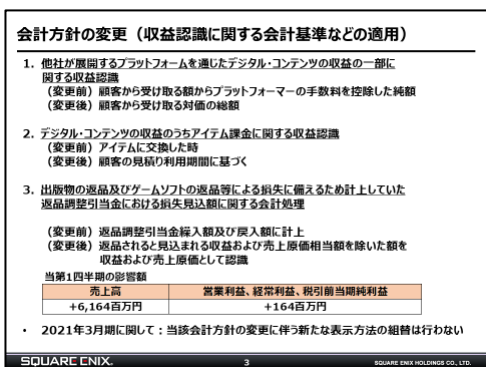 会計方針の変更（収益認識に関する会計基準などの適用）
1. 他社が展開するプラットフォームを通じたデジタル・コンテンツの収益の一部に
関する収益認識
（変更前）顧客から受け取る額からプラットフォーマーの手数料を控除した純額
（変更後）顧客から受け取る対価の総額
2. デジタル・コンテンツの収益のうちアイテム課金に関する収益認識
（変更前）アイテムに交換した時
（変更後）顧客の見積り利用期間に基づく
3. 出版物の返品及びゲームソフトの返品等による損失に備えるため計上していた
返品調整引当金における損失見込額に関する会計処理
（変更前）返品調整引当金繰入額及び戻入額に計上
（変更後）返品されると見込まれる収益および売上原価相当額を除いた額を
収益および売上原価として認識
当第1四半期の影響額
売上高 営業利益、経常利益、税引前当期純利益
+6,164百万円 +164百万円
・ 2021年3月期に関して：当該会計方針の変更に伴う新たな表示方法の組替は行わない
SQUARE ENIX. 3 SQUARE ENIX HOLDINGS CO., LTD.